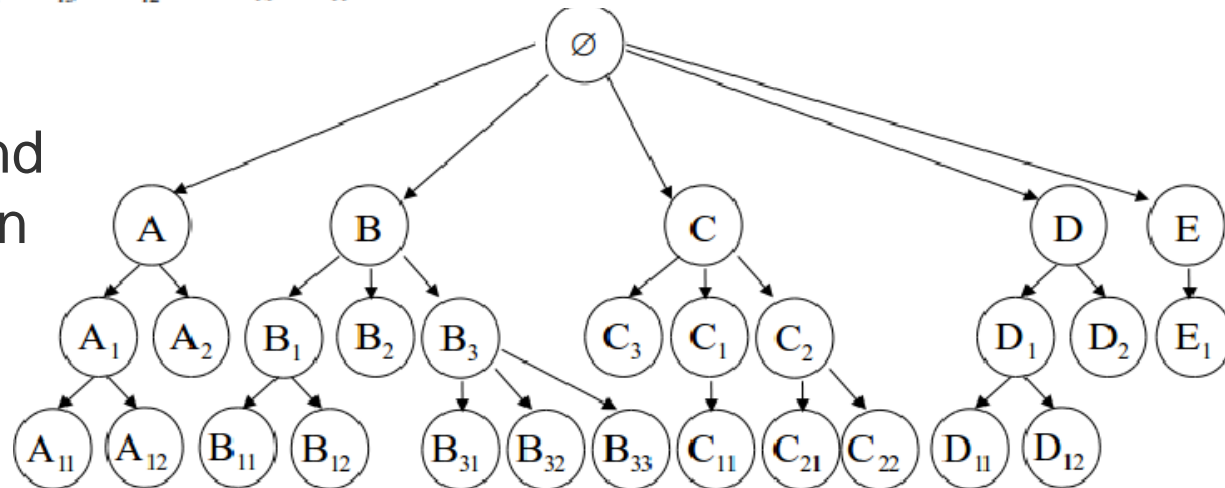 ∅
nd
n
A B C D E
A₁ A₂ B₁ B₂ B₃ C₃ C₁ C₂ D₁ D₂ E₁
A₁₁ A₁₂ B₁₁ B₁₂ B₃₁ B₃₂ B₃₃ C₁₁ C₂₁ C₂₂ D₁₁ D₁₂